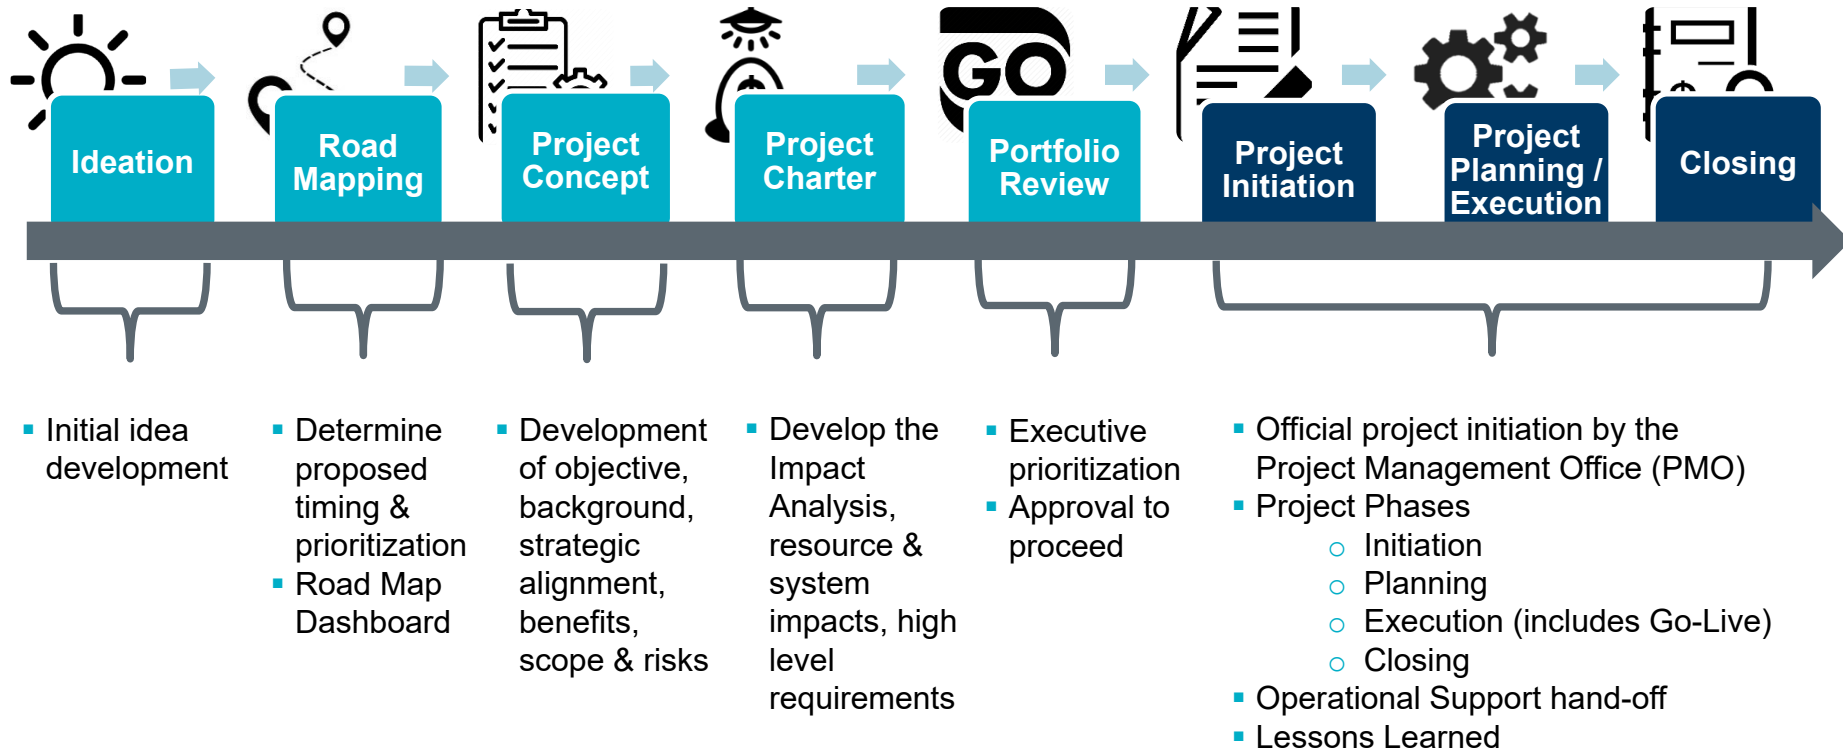 GO
Ideation
Road
Mapping
Project
Concept
Project
Charter
Portfolio
Review
Project
Initiation
Project
Planning /
Execution
Closing
Initial idea
development
Determine
proposed
timing &
prioritization
Road Map
Dashboard
Development
of objective,
background,
strategic
alignment,
benefits,
scope & risks
Develop the
Impact
Analysis,
resource &
system
impacts, high
level
requirements
Executive
prioritization
Approval to
proceed
Official project initiation by the
Project Management Office (PMO)
Project Phases
Initiation
Planning
Execution (includes Go-Live)
Closing
Operational Support hand-off
Lessons Learned